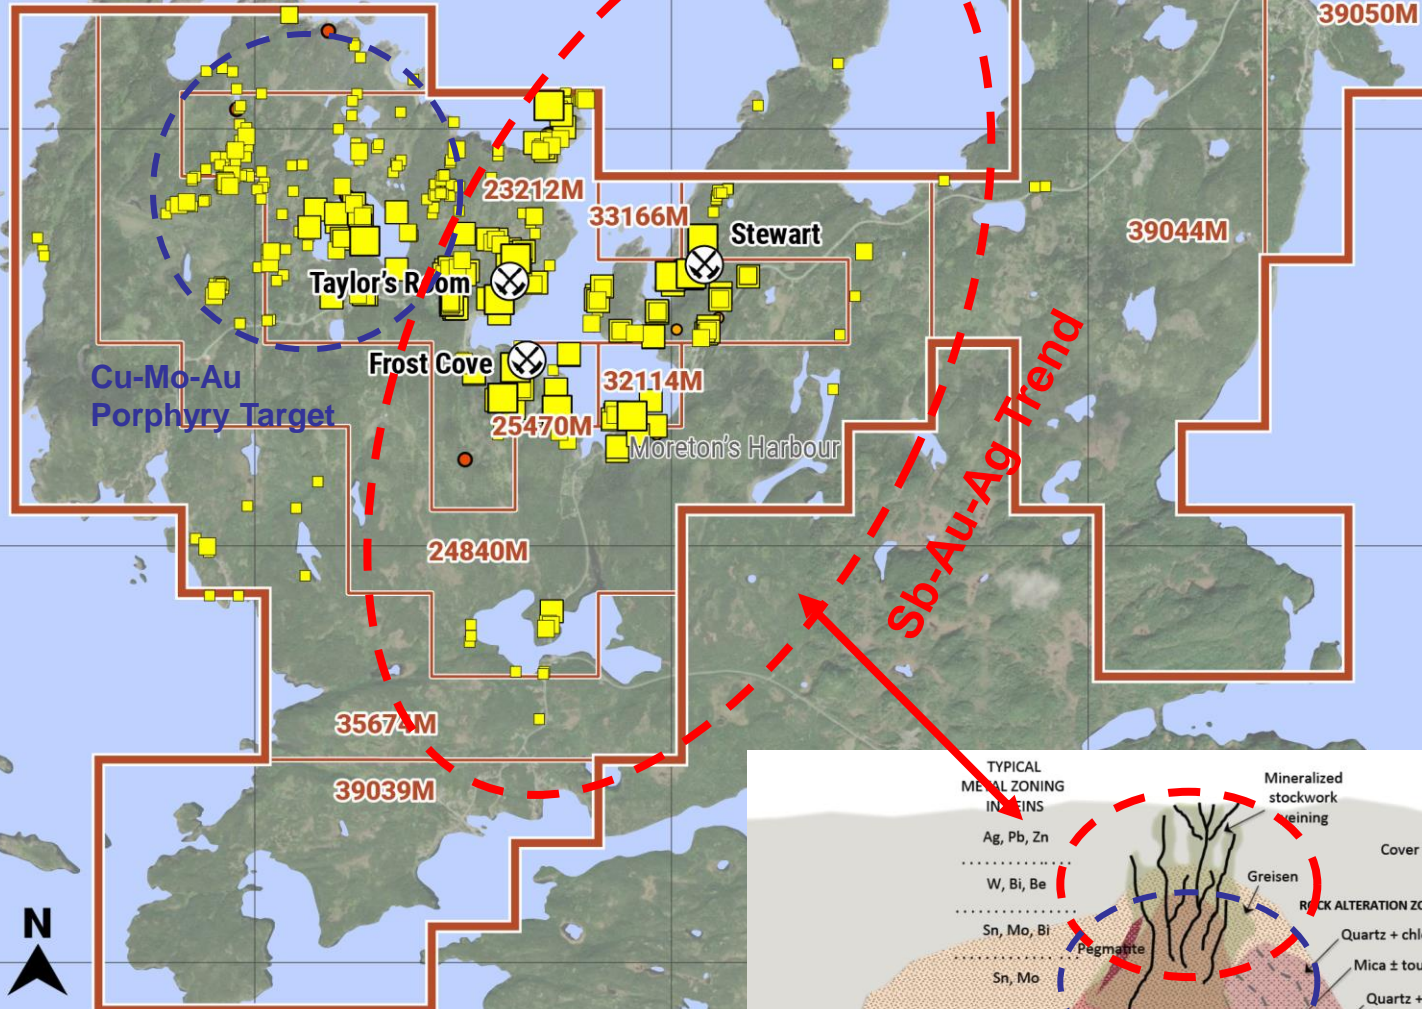 39050M
23212M
33166M
Stewart
39044M
Taylor's Room
Frost Cove
32114M
Cu-Mo-Au
Porphyry Target
25470M
Moreton's Harbour
Sb-Au-Ag Trend
24840M
35674M
39039M
N
TYPICAL
METAL ZONING
IN VEINS
Ag, Pb, Zn
W, Bi, Be
Sn, Mo, Bi
Sn, Mo
Mineralized
stockwork
veining
Cover
Greisen
ROCK ALTERATION ZO
Pegmatite
Quartz + chl
Mica ± tou
Quartz +